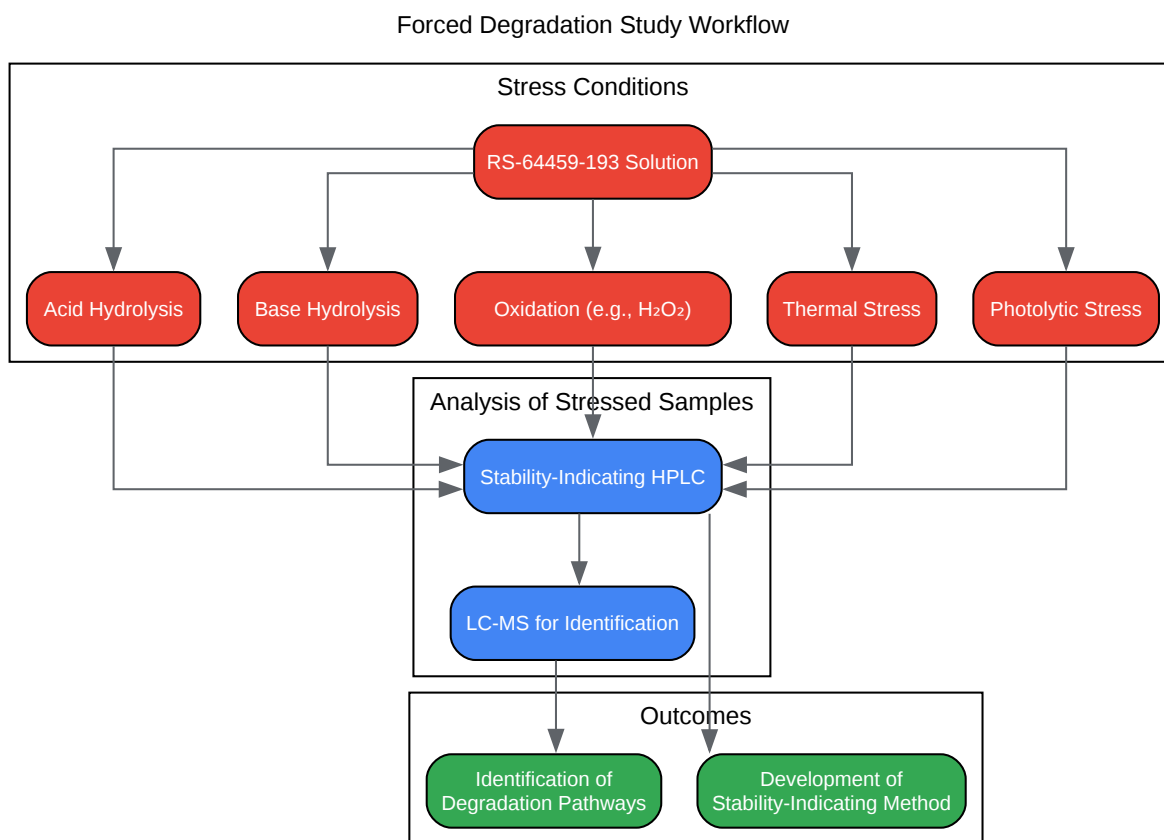 Forced Degradation Study Workflow
Stress Conditions
RS-64459-193 Solution
Acid Hydrolysis
Base Hydrolysis
Oxidation (e.g., H₂O₂)
Thermal Stress
Photolytic Stress
Analysis of Stressed Samples
Stability-Indicating HPLC
LC-MS for Identification
Outcomes
Identification of
Degradation Pathways
Development of
Stability-Indicating Method